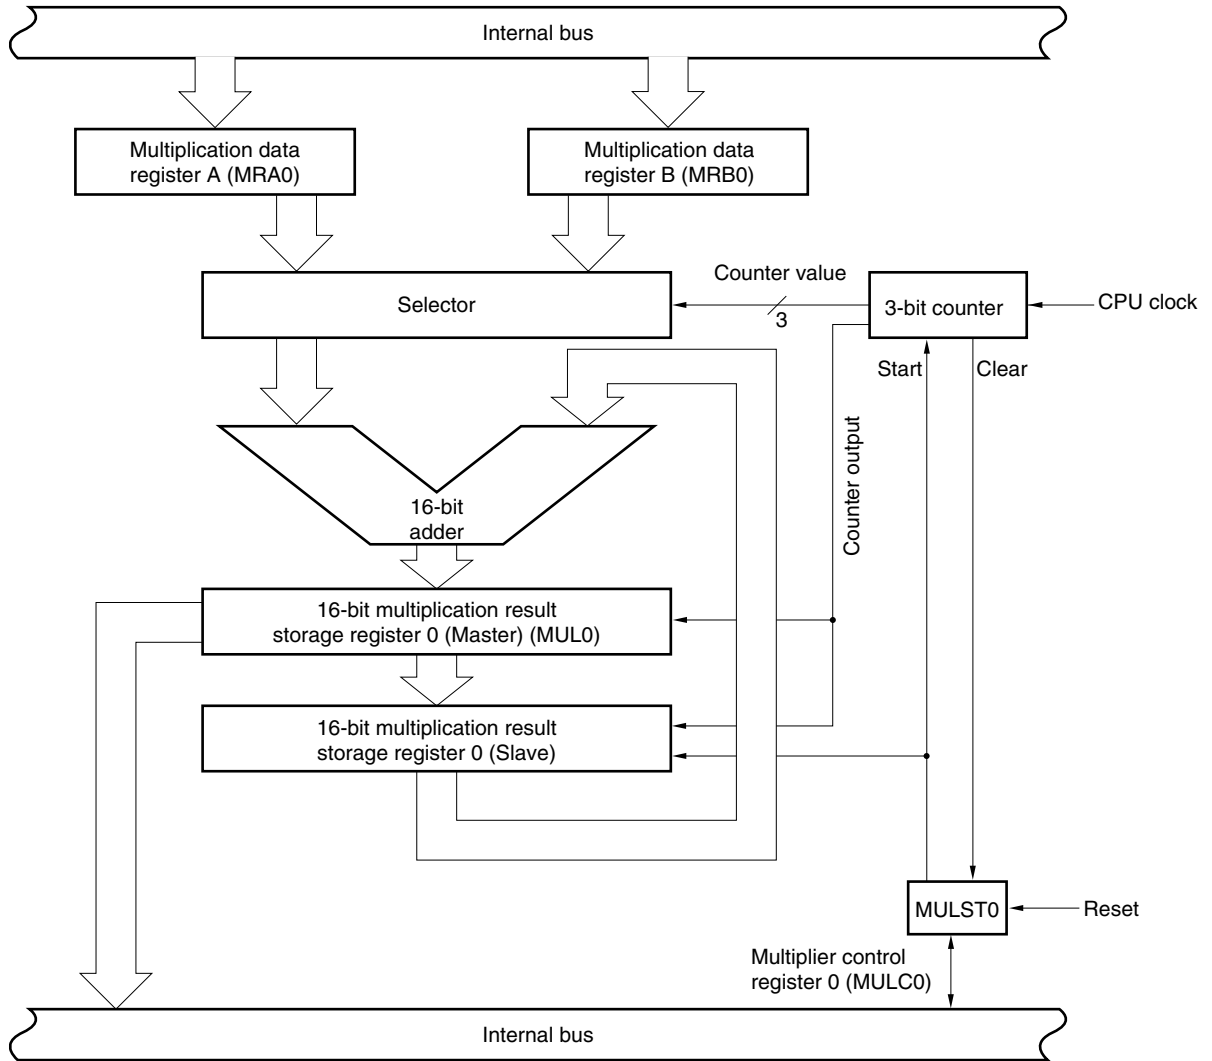 Internal bus
Multiplication data
register A (MRA0)
Multiplication data
register B (MRB0)
Selector
Counter value
3
3-bit counter
CPU clock
Start
Clear
Counter output
16-bit
adder
16-bit multiplication result
storage register 0 (Master) (MUL0)
16-bit multiplication result
storage register 0 (Slave)
MULST0
Reset
Multiplier control
register 0 (MULC0)
Internal bus